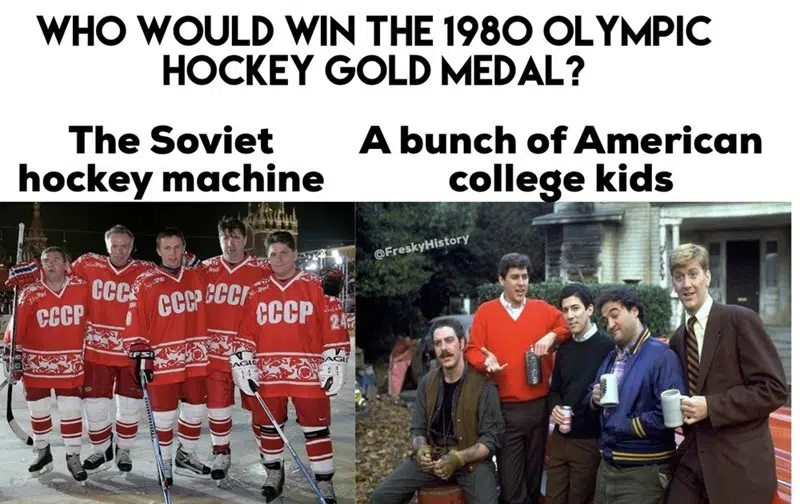 WHO WOULD WIN THE 1980 OLYMPIC
HOCKEY GOLD MEDAL?
The Soviet
hockey machine
A bunch of American
college kids
@FreskyHistory
CCCP
CCCP
CCCP
CCCP
CCCP
24